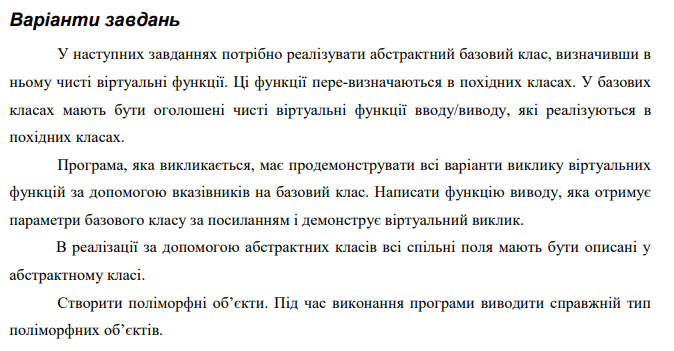 Варіанти завдань
У наступних завданнях потрібно реалізувати абстрактний базовий клас, визначивши в
ньому чисті віртуальні функції. Ці функції пере-визначаються в похідних класах. У базових
класах мають бути оголошені чисті віртуальні функції вводу/виводу, які реалізуються в
похідних класах.
Програма, яка викликається, має продемонструвати всі варіанти виклику віртуальних
функцій за допомогою вказівників на базовий клас. Написати функцію виводу, яка отримує
параметри базового класу за посиланням і демонструє віртуальний виклик.
В реалізації за допомогою абстрактних класів всі спільні поля мають бути описані у
абстрактному класі.
Створити поліморфні об’єкти. Під час виконання програми виводити справжній тип
поліморфних об’єктів.